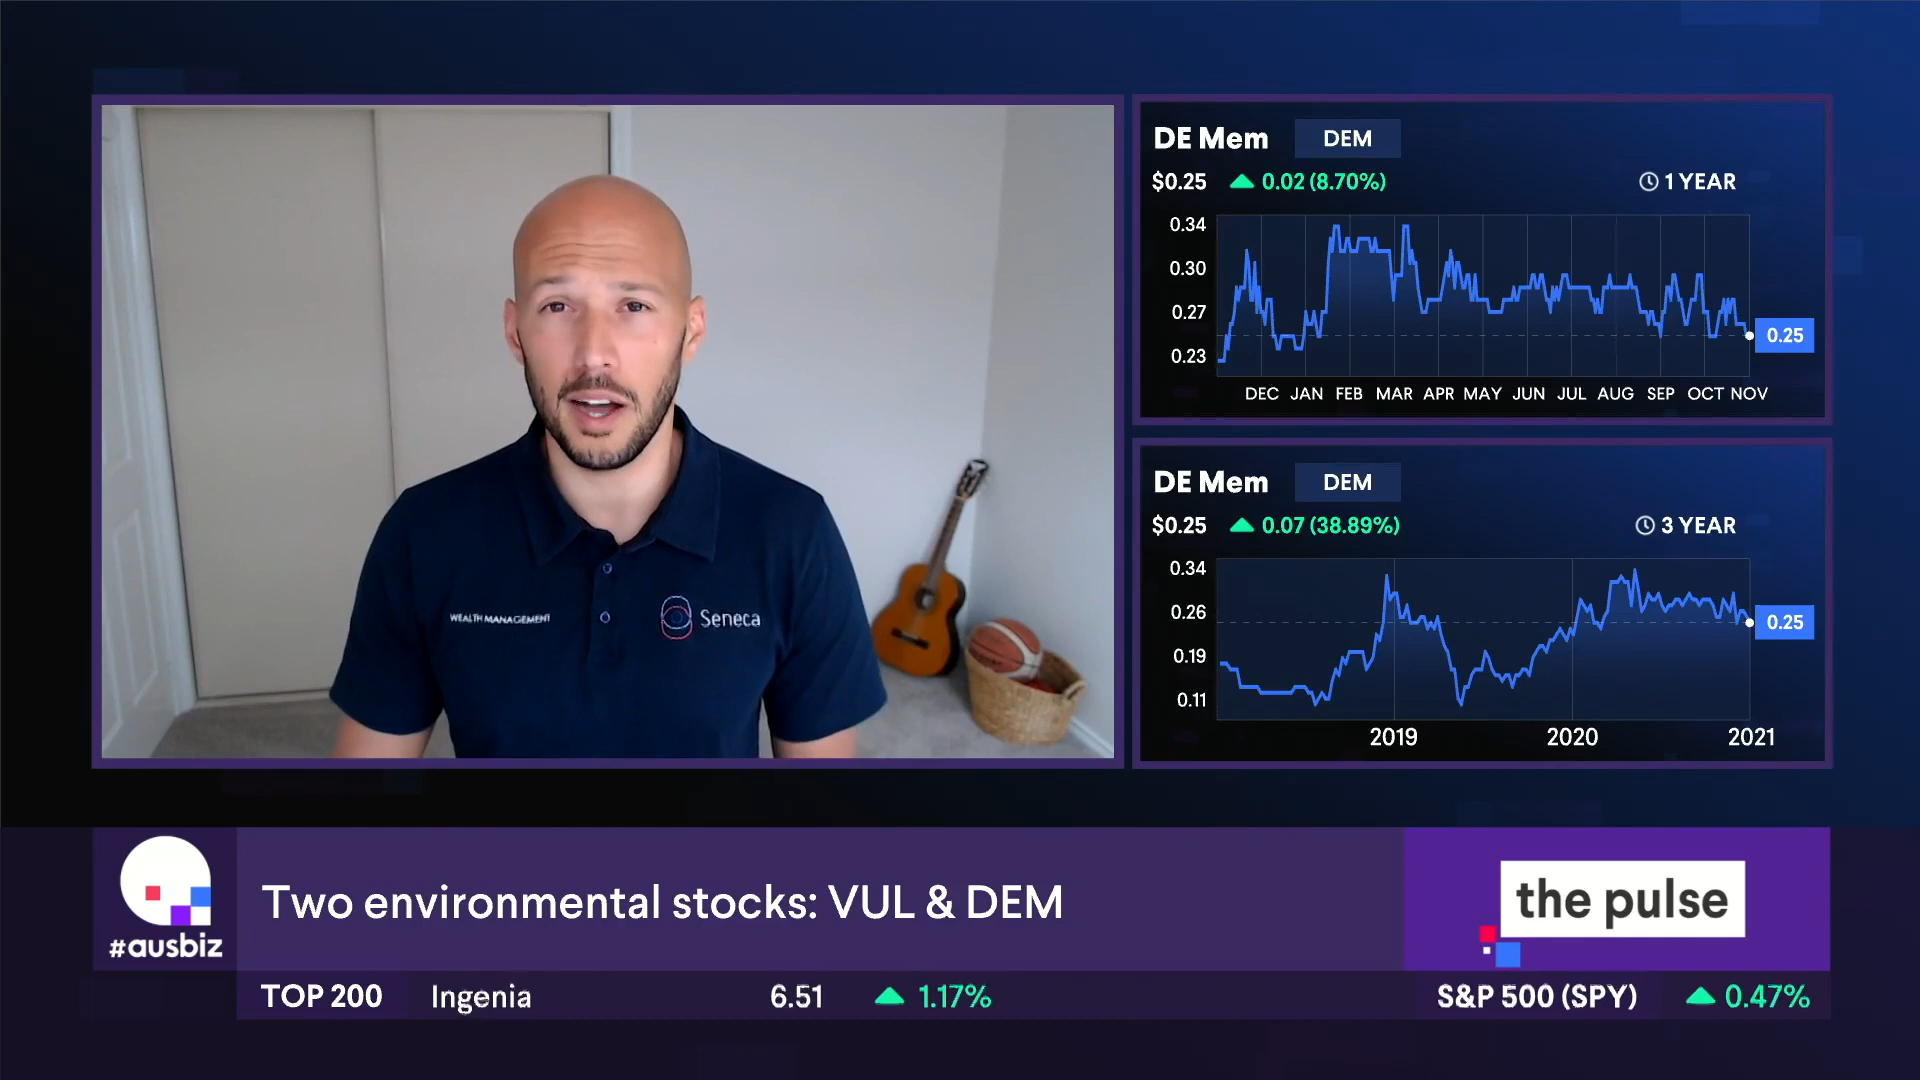 WEALTH MANAGEMENT
Seneca
DE Mem DEM
$0.25 0.02 (8.70%) 1 YEAR
0.34
0.30
0.27
0.23
0.25
DEC JAN FEB MAR APR MAY JUN JUL AUG SEP OCT NOV
DE Mem DEM
$0.25 0.07 (38.89%) 3 YEAR
0.34
0.26
0.19
0.11
0.25
2019 2020 2021
#ausbiz
Two environmental stocks: VUL & DEM
the pulse
TOP 200 Ingenia 6.51 1.17% S&P 500 (SPY) 0.47%